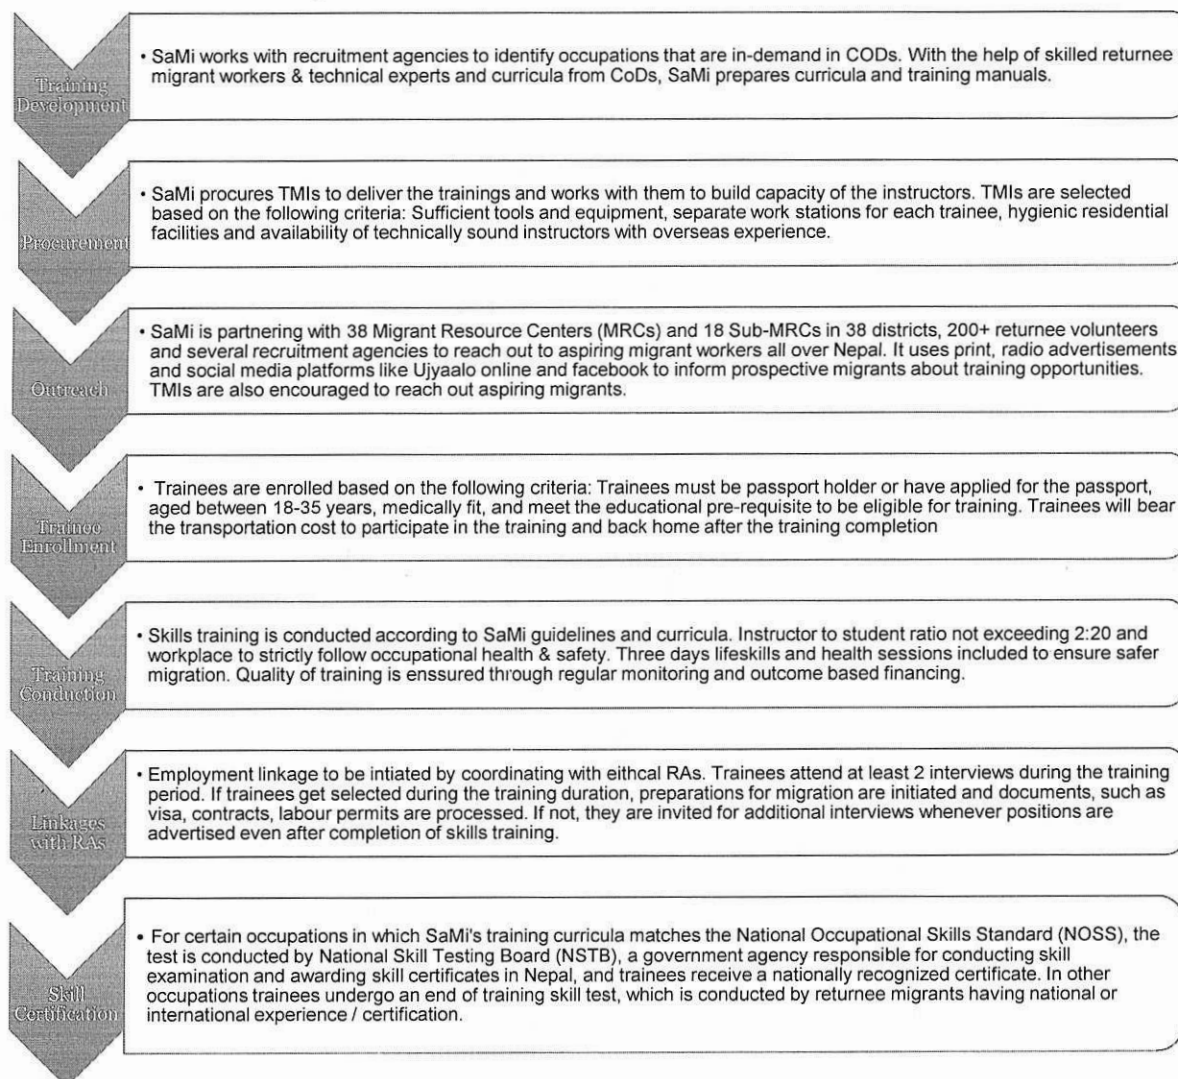 Training
Development
• SaMi works with recruitment agencies to identify occupations that are in-demand in CODs. With the help of skilled returnee
migrant workers & technical experts and curricula from CoDs, SaMi prepares curricula and training manuals.
Procurement
• SaMi procures TMIs to deliver the trainings and works with them to build capacity of the instructors. TMIs are selected
based on the following criteria: Sufficient tools and equipment, separate work stations for each trainee, hygienic residential
facilities and availability of technically sound instructors with overseas experience.
Outreach
• SaMi is partnering with 38 Migrant Resource Centers (MRCs) and 18 Sub-MRCs in 38 districts, 200+ returnee volunteers
and several recruitment agencies to reach out to aspiring migrant workers all over Nepal. It uses print, radio advertisements
and social media platforms like Ujyaalo online and facebook to inform prospective migrants about training opportunities.
TMIs are also encouraged to reach out aspiring migrants.
Trainee
Enrollment
• Trainees are enrolled based on the following criteria: Trainees must be passport holder or have applied for the passport,
aged between 18-35 years, medically fit, and meet the educational pre-requisite to be eligible for training. Trainees will bear
the transportation cost to participate in the training and back home after the training completion
Training
Conduction
• Skills training is conducted according to SaMi guidelines and curricula. Instructor to student ratio not exceeding 2:20 and
workplace to strictly follow occupational health & safety. Three days lifeskills and health sessions included to ensure safer
migration. Quality of training is enssured through regular monitoring and outcome based financing.
Linkages
with RAs
• Employment linkage to be intiated by coordinating with eithcal RAs. Trainees attend at least 2 interviews during the training
period. If trainees get selected during the training duration, preparations for migration are initiated and documents, such as
visa, contracts, labour permits are processed. If not, they are invited for additional interviews whenever positions are
advertised even after completion of skills training.
Skill
Certification
• For certain occupations in which SaMi's training curricula matches the National Occupational Skills Standard (NOSS), the
test is conducted by National Skill Testing Board (NSTB), a government agency responsible for conducting skill
examination and awarding skill certificates in Nepal, and trainees receive a nationally recognized certificate. In other
occupations trainees undergo an end of training skill test, which is conducted by returnee migrants having national or
international experience / certification.